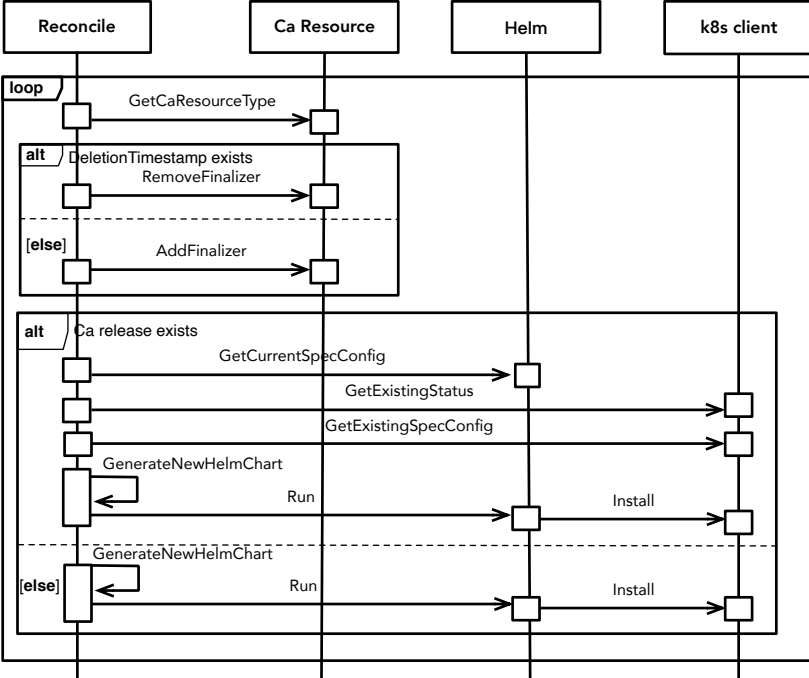 Reconcile
Ca Resource
Helm
k8s client
loop
GetCaResourceType
alt
DeletionTimestamp exists
RemoveFinalizer
[else]
AddFinalizer
alt
Ca release exists
GetCurrentSpecConfig
GetExistingStatus
GetExistingSpecConfig
GenerateNewHelmChart
Run
Install
GenerateNewHelmChart
[else]
Run
Install